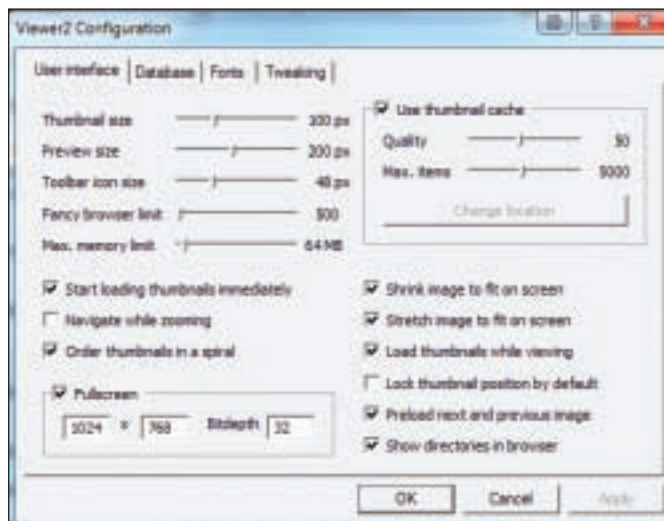 Viewer2 Configuration
User interface | Database | Fonts | Tweaking
Thumbnail size 100 px
Preview size 200 px
Toolbar icon size 48 px
Fancy browser limit 500
Max. memory limit 64 MB
Use thumbnail cache
Quality 50
Max. items 5000
Change location
Start loading thumbnails immediately
Navigate while zooming
Order thumbnails in a spiral
Fullscreen
1024 x 768 Bitdepth 32
Shrink image to fit on screen
Stretch image to fit on screen
Load thumbnails while viewing
Lock thumbnail position by default
Preload next and previous image
Show directories in browser
OK Cancel Apply